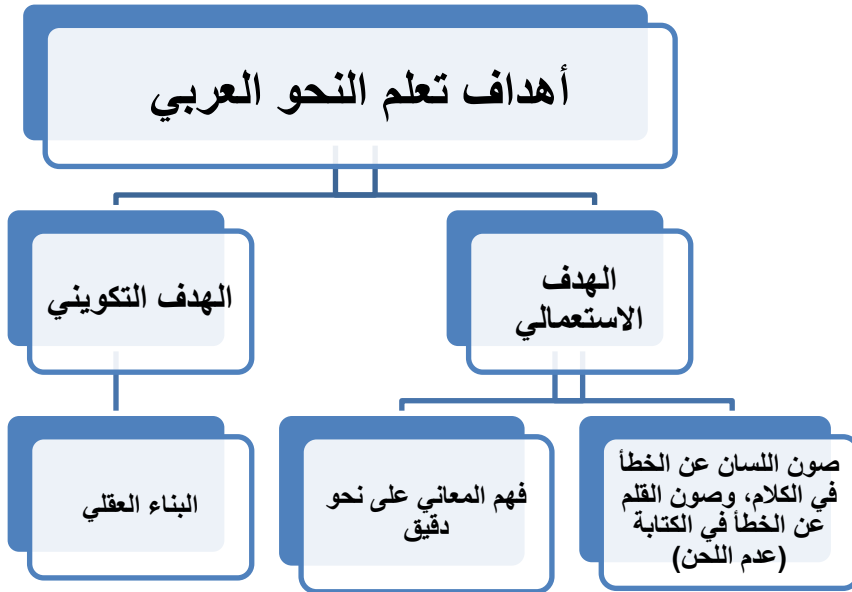 أهداف تعلم النحو العربي
الهدف
الاستعمالي
الهدف التكويني
صون اللسان عن الخطأ
في الكلام، وصون القلم
عن الخطأ في الكتابة
(عدم اللحن)
فهم المعاني على نحو
دقيق
البناء العقلي